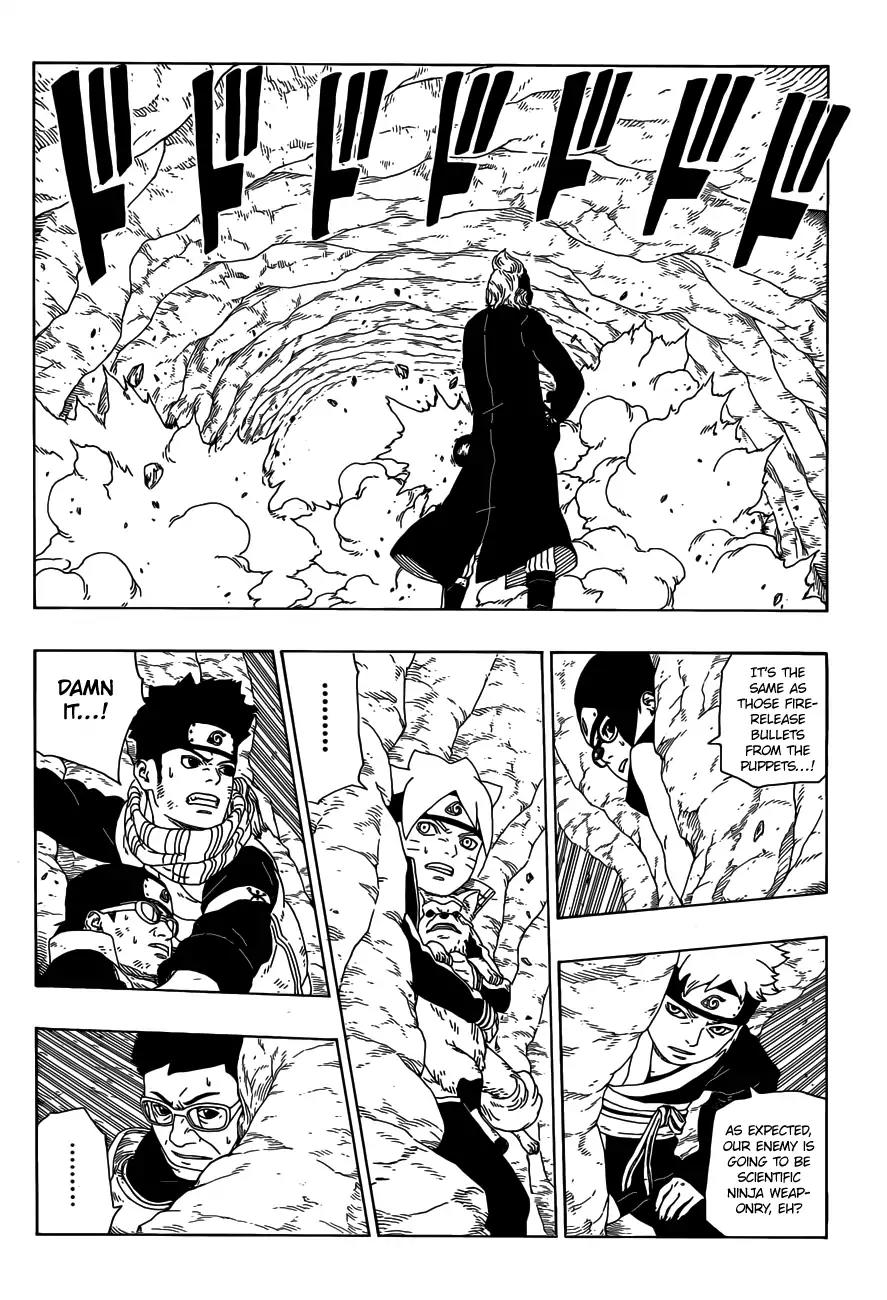 ド ド ド ド ド ド ド
IT'S THE
SAME AS
THOSE FIRE-
RELEASE
BULLETS
FROM THE
PUPPETS...!
AS EXPECTED,
OUR ENEMY IS
GOING TO BE
SCIENTIFIC
NINJA WEAP-
ONRY, EH?
..........
DAMN
IT...!
..........